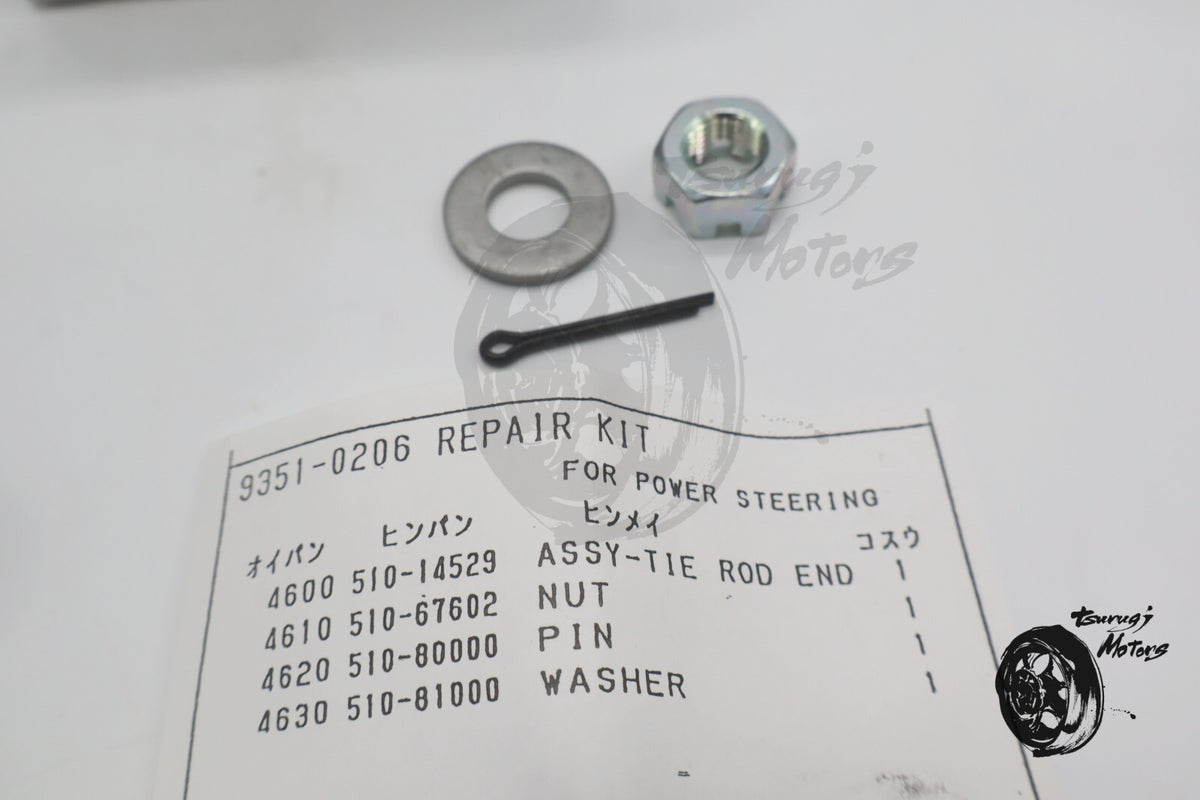 Tsurugi
Motors
9351-0206 REPAIR KIT
FOR POWER STEERING
オイバン ヒンバン ヒンメイ コスウ
4600 510-14529 ASSY-TIE ROD END 1
4610 510-67602 NUT 1
4620 510-80000 PIN 1
4630 510-81000 WASHER 1
Tsurugi
Motors